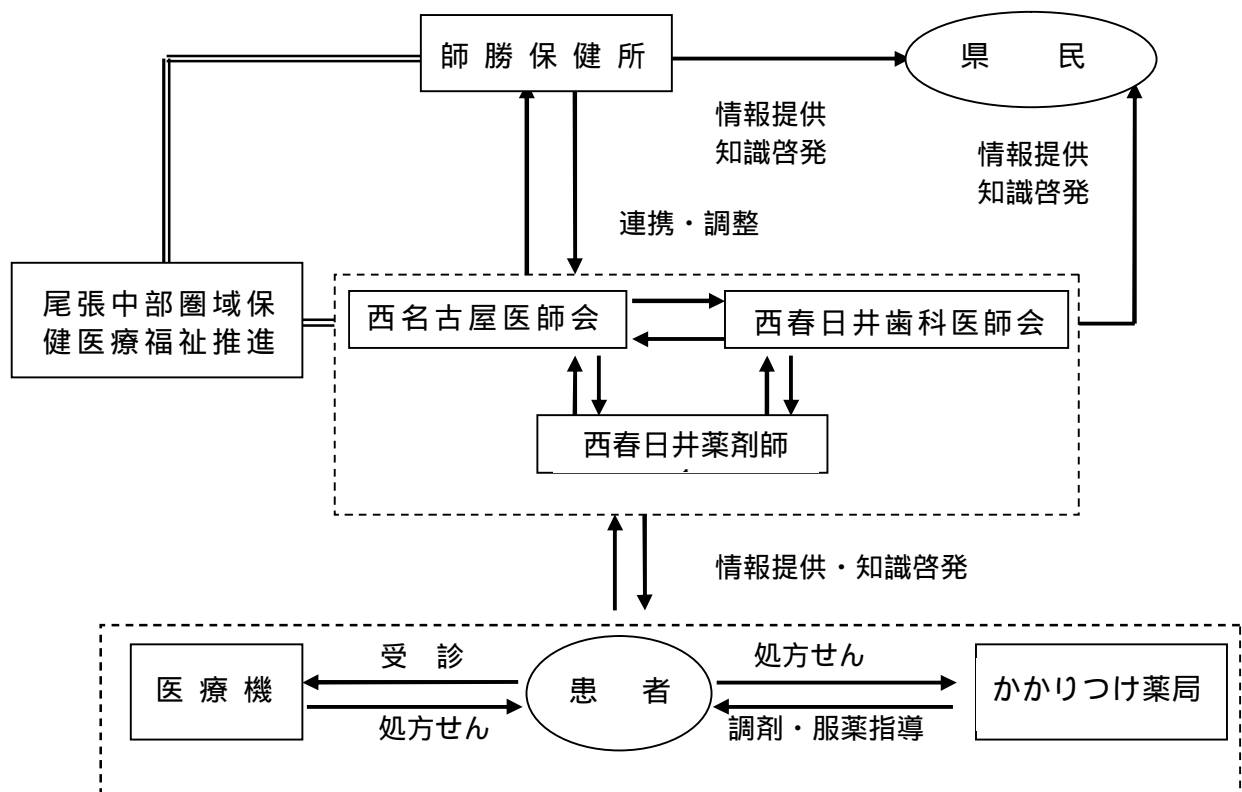 師勝保健所
県 民
情報提供
知識啓発
情報提供
知識啓発
連携・調整
尾張中部圏域保
健医療福祉推進
西名古屋医師会
西春日井歯科医師会
西春日井薬剤師
情報提供・知識啓発
受 診
処方せん
医療機
患 者
かかりつけ薬局
処方せん
調剤・服薬指導